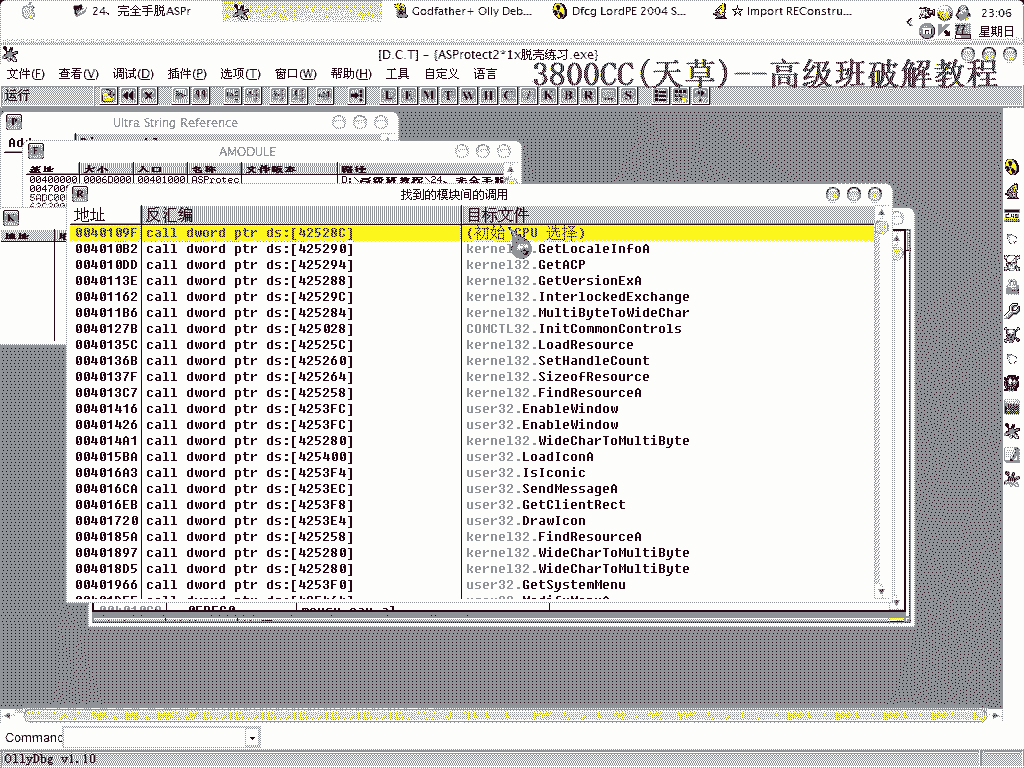 24、完全手脱ASPr
Godfather+ Olly Deb...
Dfcg LordPE 2004 S...
☆ Import REConstru...
23:06
星期日
[D.C.T] - {ASProtect2*1x脱壳练习.exe}
文件(F) 查看(V) 调试(D) 插件(P) 选项(T) 窗口(W) 帮助(H) 工具 自定义 语言
3800CC(天草)--高级班破解教程
运行 L E M T W H C / K B R ... S
Ultra String Reference
AMODULE
基址 大小 入口 名称 文件版本 路径
00400000 0006D000 00401000 ASProtec D:\高级班教程\24、完全手脱
找到的模块间的调用
地址 反汇编 目标文件
0040109F call dword ptr ds:[42528C] (初始 CPU 选择)
004010B2 call dword ptr ds:[425290] kernel32.GetLocaleInfoA
004010DD call dword ptr ds:[425294] kernel32.GetACP
0040113E call dword ptr ds:[425288] kernel32.GetVersionExA
00401162 call dword ptr ds:[42529C] kernel32.InterlockedExchange
004011B6 call dword ptr ds:[425284] kernel32.MultiByteToWideChar
0040127B call dword ptr ds:[425028] COMCTL32.InitCommonControls
0040135C call dword ptr ds:[42525C] kernel32.LoadResource
0040136B call dword ptr ds:[425260] kernel32.SetHandleCount
0040137F call dword ptr ds:[425264] kernel32.SizeofResource
004013C7 call dword ptr ds:[425258] kernel32.FindResourceA
00401416 call dword ptr ds:[4253FC] user32.EnableWindow
00401426 call dword ptr ds:[4253FC] user32.EnableWindow
004014A1 call dword ptr ds:[425280] kernel32.WideCharToMultiByte
004015BA call dword ptr ds:[425400] user32.LoadIconA
004016A3 call dword ptr ds:[4253F4] user32.IsIconic
004016CA call dword ptr ds:[4253EC] user32.SendMessageA
004016EB call dword ptr ds:[4253F8] user32.GetClientRect
00401720 call dword ptr ds:[4253E4] user32.DrawIcon
0040185A call dword ptr ds:[425258] kernel32.FindResourceA
00401897 call dword ptr ds:[425280] kernel32.WideCharToMultiByte
004018D5 call dword ptr ds:[425280] kernel32.WideCharToMultiByte
00401966 call dword ptr ds:[4253F0] user32.GetSystemMenu
Command
OllyDbg v1.10